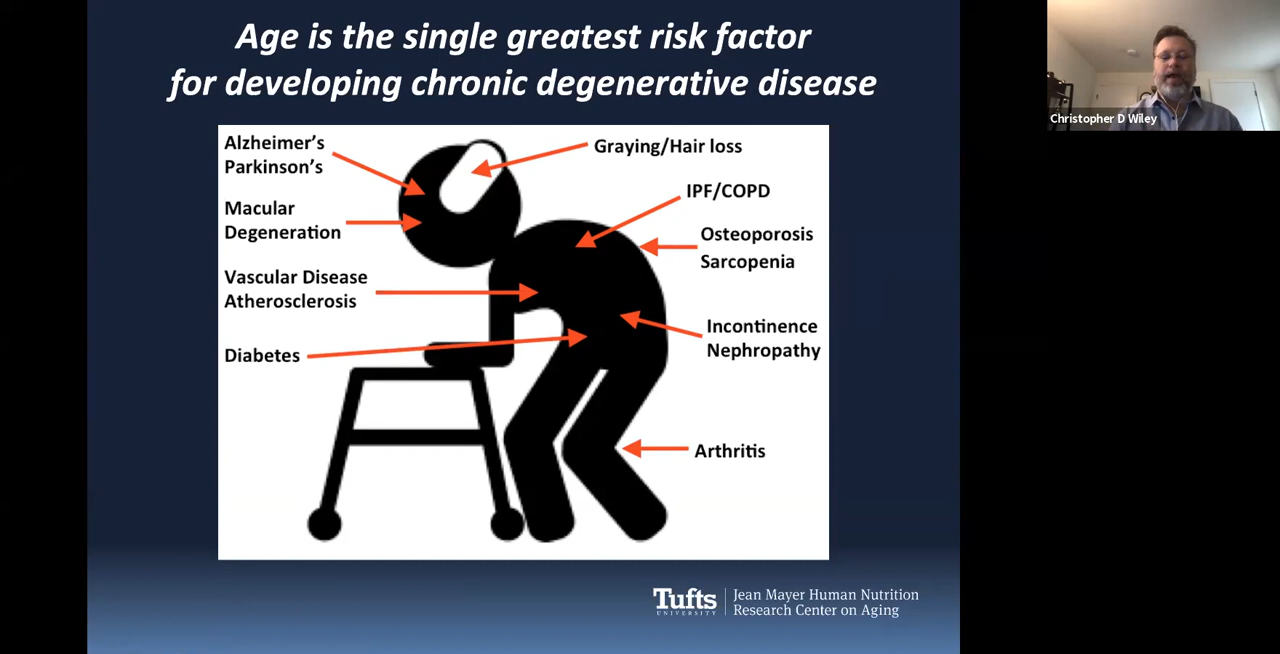 Age is the single greatest risk factor
for developing chronic degenerative disease
Alzheimer's
Parkinson's
Macular
Degeneration
Vascular Disease
Atherosclerosis
Diabetes
Graying/Hair loss
IPF/COPD
Osteoporosis
Sarcopenia
Incontinence
Nephropathy
Arthritis
Tufts
UNIVERSITY
Jean Mayer Human Nutrition
Research Center on Aging
Christopher D Wiley